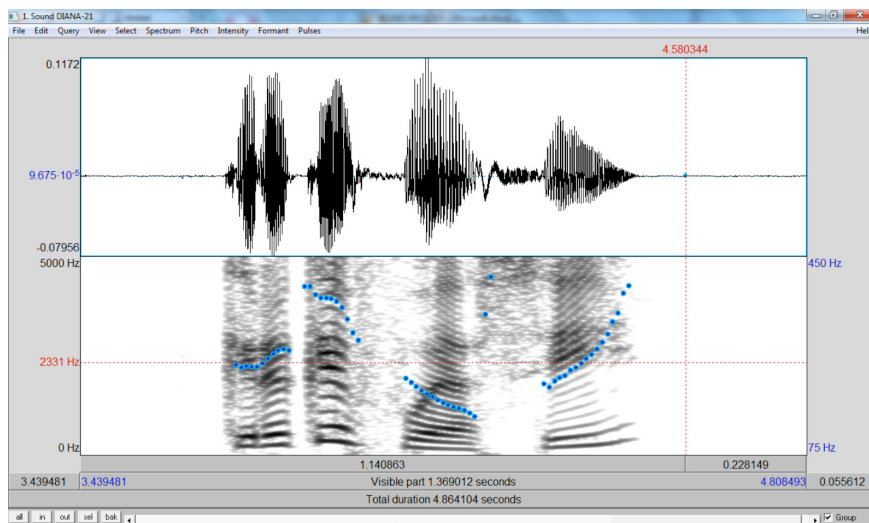 1. Sound DIANA-21
File Edit Query View Select Spectrum Pitch Intensity Formant Pulses Hel
4.580344
0.1172
9.675·10-5
-0.07956
5000 Hz 450 Hz
2331 Hz
0 Hz 75 Hz
1.140863 0.228149
3.439481 3.439481 Visible part 1.369012 seconds 4.808493 0.055612
Total duration 4.864104 seconds
all in out sel bak Group